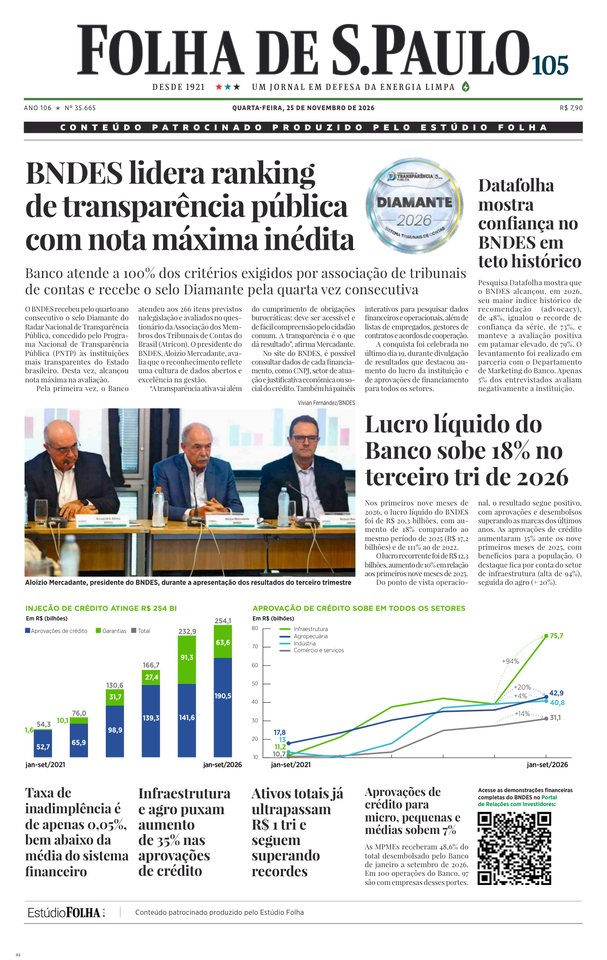 FOLHA DE S.PAULO
105
DESDE 1921 ★★★ UM JORNAL EM DEFESA DA ENERGIA LIMPA
ANO 106 ★ Nº 35.665
QUARTA-FEIRA, 25 DE NOVEMBRO DE 2026
R$ 7,90
CONTEÚDO PATROCINADO PRODUZIDO PELO ESTÚDIO FOLHA
BNDES lidera ranking
de transparência pública
com nota máxima inédita
TRANSPARÊNCIA
PÚBLICA
DIAMANTE
2026
Banco atende a 100% dos critérios exigidos por associação de tribunais
de contas e recebe o selo Diamante pela quarta vez consecutiva
O BNDES recebeu pelo quarto ano
consecutivo o selo Diamante do
Radar Nacional de Transparência
Pública, concedido pelo Progra-
ma Nacional de Transparência
Pública (PNTP) às instituições
mais transparentes do Estado
brasileiro. Desta vez, alcançou
nota máxima na avaliação.
Pela primeira vez, o Banco
atendeu aos 266 itens previstos
na legislação e avaliados no ques-
tionário da Associação dos Mem-
bros dos Tribunais de Contas do
Brasil (Atricon). O presidente do
BNDES, Aloizio Mercadante, ava-
lia que o reconhecimento reflete
uma cultura de dados abertos e
excelência na gestão.
“A transparência ativa vai além
do cumprimento de obrigações
burocráticas: deve ser acessível e
de fácil compreensão pelo cidadão
comum. A transparência é o que
dá resultado”, afirma Mercadante.
No site do BNDES, é possível
consultar dados de cada financia-
mento, como CNPJ, setor de atua-
ção e justificativa econômica ou so-
cial do crédito. Também há painéis
interativos para pesquisar dados
financeiros e operacionais, além de
listas de empregados, gestores de
contratos e acordos de cooperação.
A conquista foi celebrada no
último dia 19, durante divulgação
de resultados que destacou au-
mento do lucro da instituição e
de aprovações de financiamento
para todos os setores.
Datafolha
mostra
confiança no
BNDES em
teto histórico
Pesquisa Datafolha mostra que
o BNDES alcançou, em 2026,
seu maior índice histórico de
recomendação (advocacy),
de 48%, igualou o recorde de
confiança da série, de 73%, e
manteve a avaliação positiva
em patamar elevado, de 79%. O
levantamento foi realizado em
parceria com o Departamento
de Marketing do Banco. Apenas
5% dos entrevistados avaliam
negativamente a instituição.
Vivian Fernández/BNDES
Aloizio Mercadante, presidente do BNDES, durante a apresentação dos resultados do terceiro trimestre
Lucro líquido do
Banco sobe 18% no
terceiro tri de 2026
Nos primeiros nove meses de
2026, o lucro líquido do BNDES
foi de R$ 20,3 bilhões, com au-
mento de 18% comparado ao
mesmo período de 2025 (R$ 17,2
bilhões) e de 111% ao de 2022.
O lucro recorrente foi de R$ 12,3
bilhões, aumento de 10% em relação
aos primeiros nove meses de 2025.
Do ponto de vista operacio-
nal, o resultado segue positivo,
com aprovações e desembolsos
superando as marcas dos últimos
anos. As aprovações de crédito
aumentaram 35% ante os nove
primeiros meses de 2025, com
benefícios para a população. O
destaque fica por conta do setor
de infraestrutura (alta de 94%),
seguida do agro (+ 20%).
INJEÇÃO DE CRÉDITO ATINGE R$ 254 BI
Em R$ (bilhões)
Aprovações de crédito
Garantias
Total
1,6
54,3
52,7
10,1
76,0
65,9
130,6
31,7
98,9
166,7
27,4
139,3
232,9
91,3
141,6
254,1
63,6
190,5
jan-set/2021
jan-set/2026
APROVAÇÃO DE CRÉDITO SOBE EM TODOS OS SETORES
Em R$ (bilhões)
Infraestrutura
Agropecuária
Indústria
Comércio e serviços
80
70
60
50
40
30
20
10
17,8
13
11,2
10,7
+94%
+20%
+4%
+14%
75,7
42,9
40,8
31,1
jan-set/2021
jan-set/2026
Taxa de
inadimplência é
de apenas 0,05%,
bem abaixo da
média do sistema
financeiro
Infraestrutura
e agro puxam
aumento
de 35% nas
aprovações
de crédito
Ativos totais já
ultrapassam
R$ 1 tri e
seguem
superando
recordes
Aprovações de
crédito para
micro, pequenas e
médias sobem 7%
As MPMEs receberam 48,6% do
total desembolsado pelo Banco
de janeiro a setembro de 2026.
Em 100 operações do Banco, 97
são com empresas desses portes.
Acesse as demonstrações financeiras
completas do BNDES no Portal
de Relações com Investidores:
EstúdioFOLHA
Conteúdo patrocinado produzido pelo Estúdio Folha